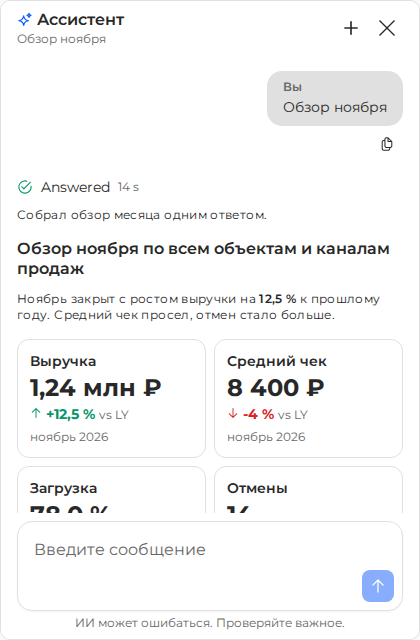 Ассистент
Обзор ноября
Вы
Обзор ноября
Answered 14 s
Собрал обзор месяца одним ответом.
Обзор ноября по всем объектам и каналам
продаж
Ноябрь закрыт с ростом выручки на 12,5 % к прошлому
году. Средний чек просел, отмен стало больше.
Выручка
1,24 млн ₽
+12,5 % vs LY
ноябрь 2026
Средний чек
8 400 ₽
-4 % vs LY
ноябрь 2026
Загрузка
78,0 %
Отмены
14
Введите сообщение
ИИ может ошибаться. Проверяйте важное.